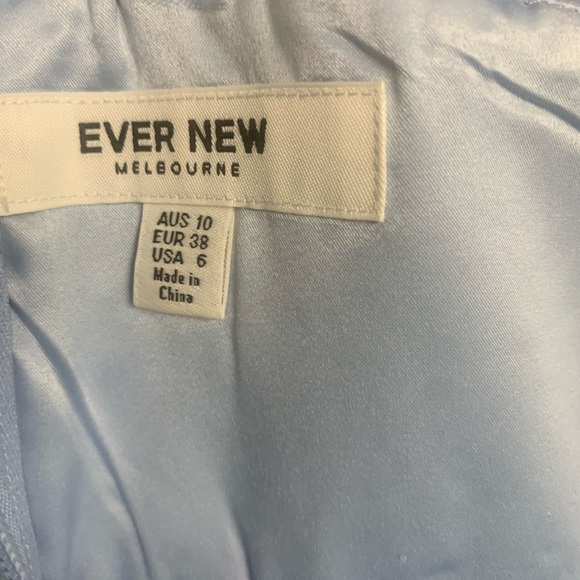 EVER NEW
MELBOURNE
AUS 10
EUR 38
USA 6
Made in
China